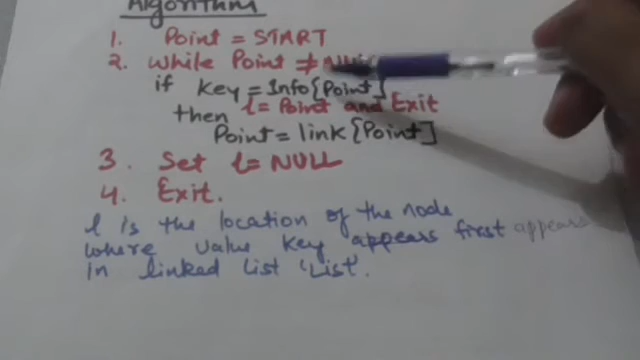 Algorithm
1. Point = START
2. While Point ≠ NULL
if Key = Info[Point]
then l = Point and Exit
Point = link[Point]
3. Set l = NULL
4. Exit.
l is the location of the node
where value key appears first appears
in linked list 'List'.